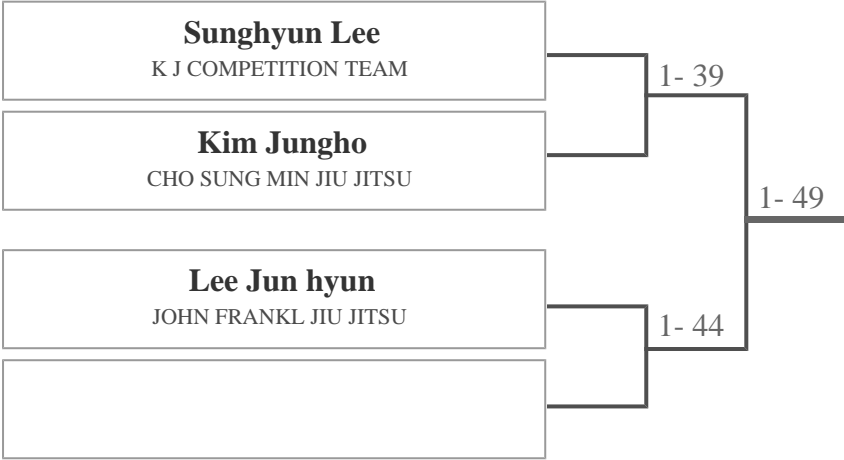 Sunghyun Lee
K J COMPETITION TEAM
1- 39
Kim Jungho
CHO SUNG MIN JIU JITSU
1- 49
Lee Jun hyun
JOHN FRANKL JIU JITSU
1- 44